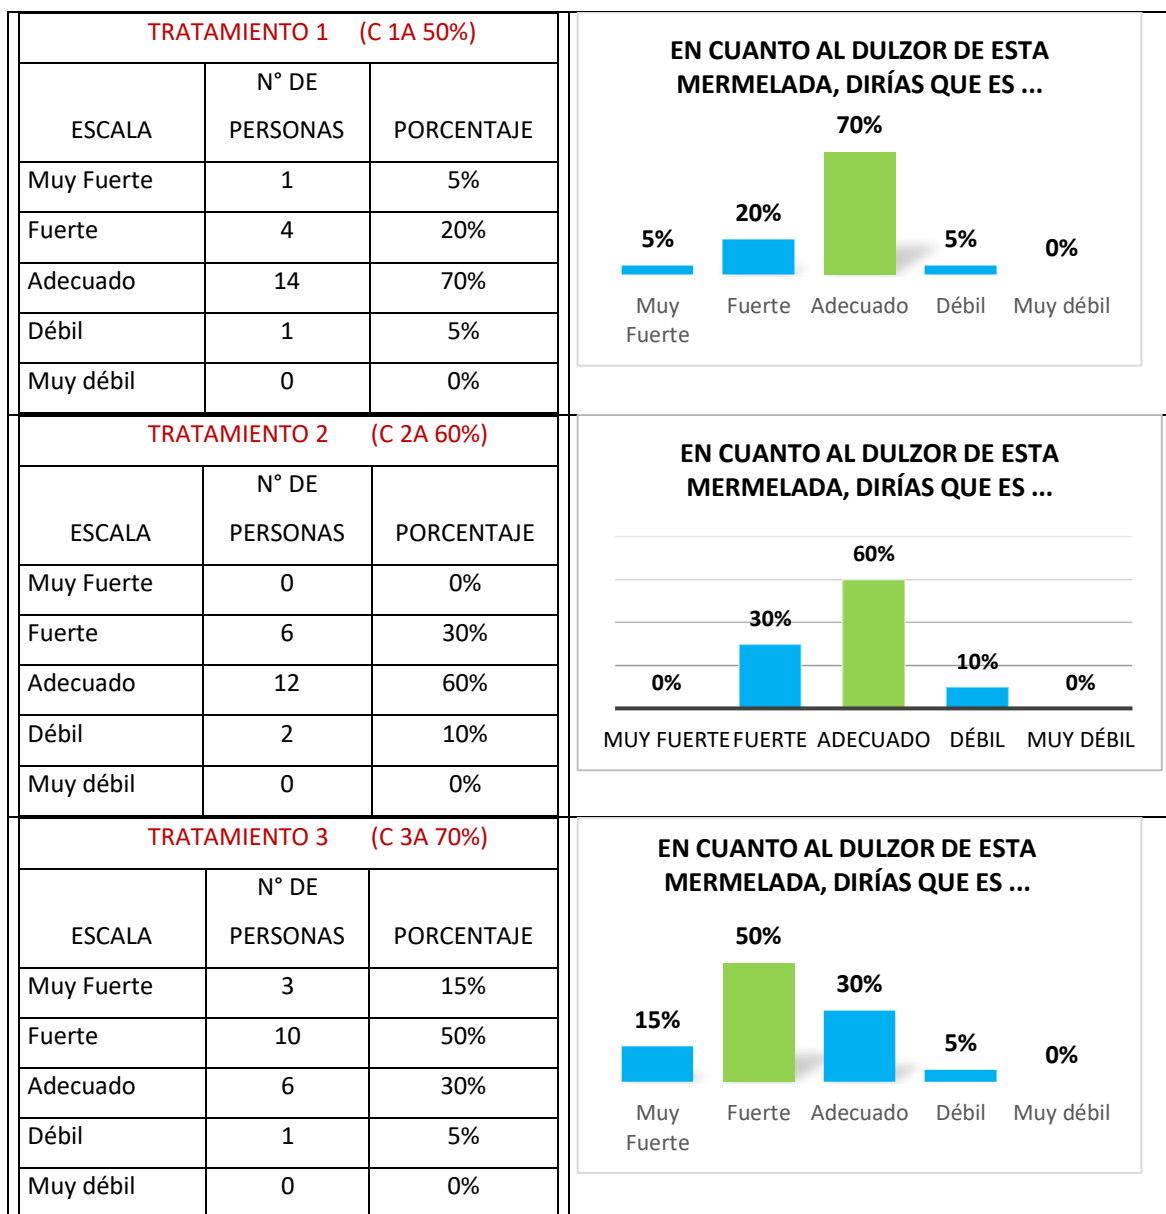 TRATAMIENTO 1 (C 1A 50%)
ESCALA N° DE PERSONAS PORCENTAJE
Muy Fuerte 1 5%
Fuerte 4 20%
Adecuado 14 70%
Débil 1 5%
Muy débil 0 0%
EN CUANTO AL DULZOR DE ESTA
MERMELADA, DIRÍAS QUE ES ...
5% 20% 70% 5% 0%
Muy Fuerte Fuerte Adecuado Débil Muy débil
TRATAMIENTO 2 (C 2A 60%)
ESCALA N° DE PERSONAS PORCENTAJE
Muy Fuerte 0 0%
Fuerte 6 30%
Adecuado 12 60%
Débil 2 10%
Muy débil 0 0%
EN CUANTO AL DULZOR DE ESTA
MERMELADA, DIRÍAS QUE ES ...
0% 30% 60% 10% 0%
MUY FUERTE FUERTE ADECUADO DÉBIL MUY DÉBIL
TRATAMIENTO 3 (C 3A 70%)
ESCALA N° DE PERSONAS PORCENTAJE
Muy Fuerte 3 15%
Fuerte 10 50%
Adecuado 6 30%
Débil 1 5%
Muy débil 0 0%
EN CUANTO AL DULZOR DE ESTA
MERMELADA, DIRÍAS QUE ES ...
15% 50% 30% 5% 0%
Muy Fuerte Fuerte Adecuado Débil Muy débil